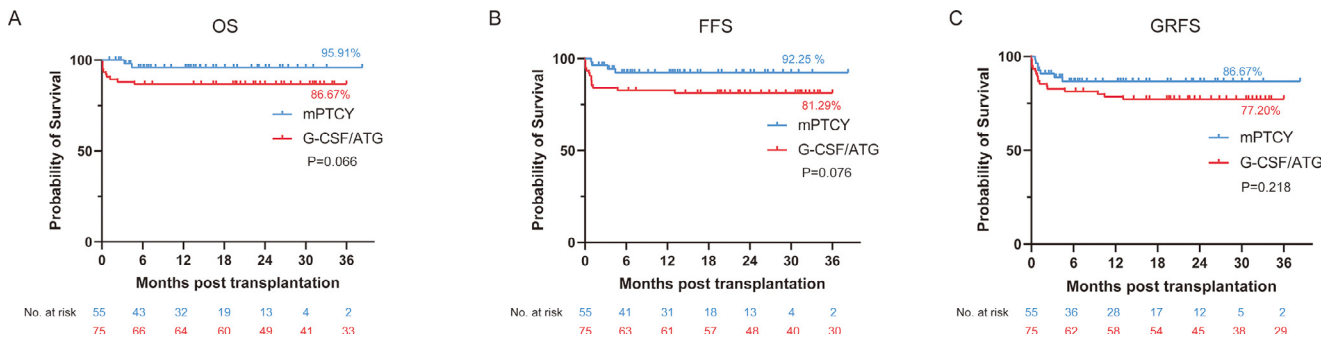 A
OS
Probability of Survival
100
50
0
95.91%
86.67%
mPTCY
G-CSF/ATG
P=0.066
0 6 12 18 24 30 36
Months post transplantation
No. at risk
55 43 32 19 13 4 2
75 66 64 60 49 41 33
B
FFS
Probability of Survival
100
50
0
92.25 %
81.29%
mPTCY
G-CSF/ATG
P=0.076
0 6 12 18 24 30 36
Months post transplantation
No. at risk
55 41 31 18 13 4 2
75 63 61 57 48 40 30
C
GRFS
Probability of Survival
100
50
0
86.67%
77.20%
mPTCY
G-CSF/ATG
P=0.218
0 6 12 18 24 30 36
Months post transplantation
No. at risk
55 36 28 17 12 5 2
75 62 58 54 45 38 29